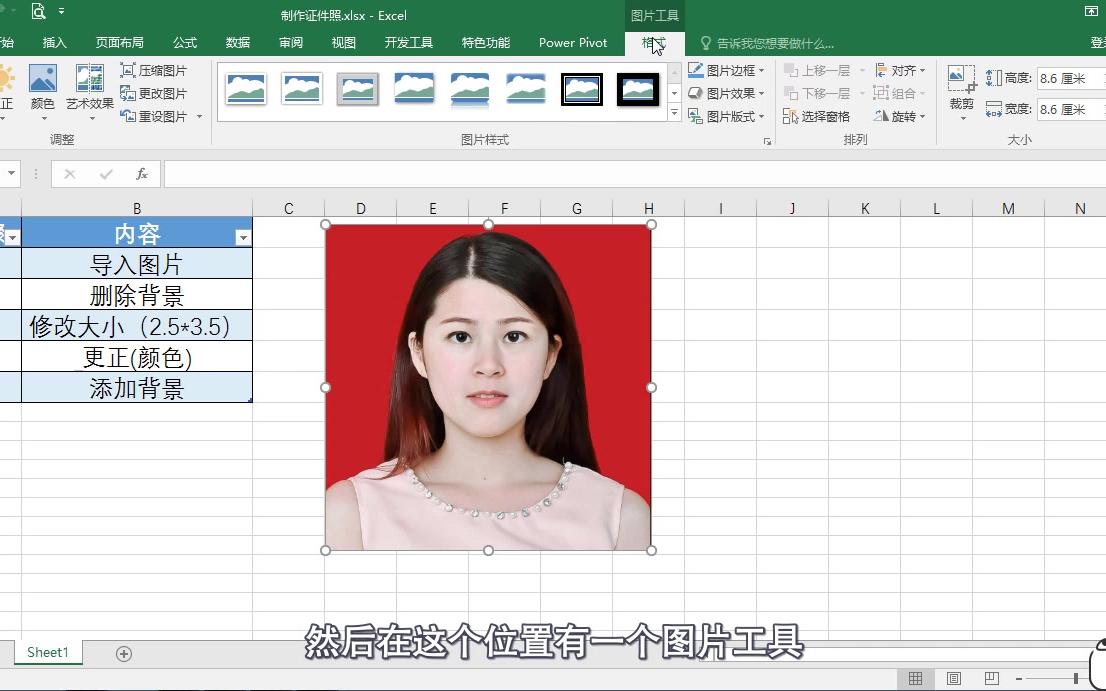 制作证件照.xlsx - Excel
图片工具
始 插入 页面布局 公式 数据 审阅 视图 开发工具 特色功能 Power Pivot 格式 告诉我您想要做什么... 登
正 颜色 艺术效果
压缩图片
更改图片
重设图片
调整
图片样式
图片边框
图片效果
图片版式
上移一层
下移一层
选择窗格
对齐
组合
旋转
排列
裁剪
高度: 8.6 厘米
宽度: 8.6 厘米
大小
fx
B C D E F G H I J K L M N
内容
导入图片
删除背景
修改大小（2.5*3.5）
更正(颜色)
添加背景
然后在这个位置有一个图片工具
Sheet1